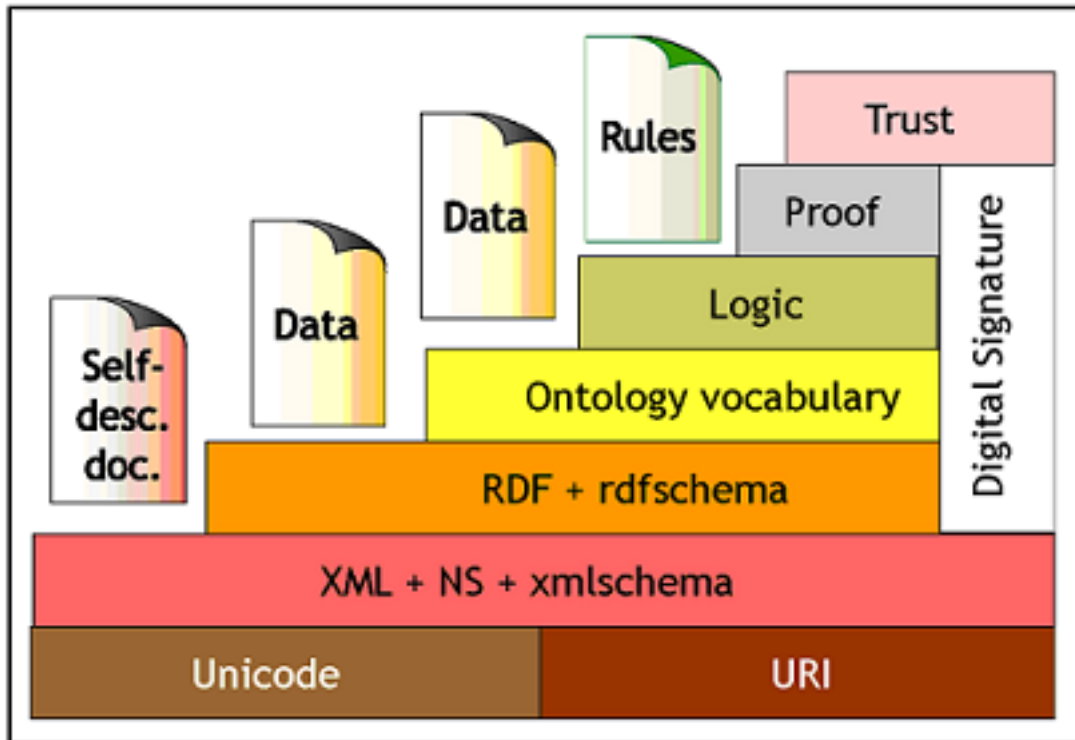 Rules
Trust
Data
Proof
Data
Logic
Self-
desc.
doc.
Ontology vocabulary
Digital Signature
RDF + rdfschema
XML + NS + xmlschema
Unicode
URI